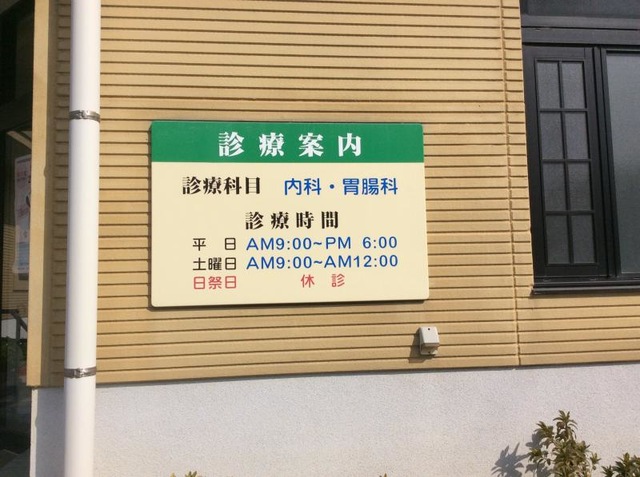 診療案内
診療科目 内科・胃腸科
診療時間
平 日 AM9:00~PM 6:00
土曜日 AM9:00~AM12:00
日祭日 休 診